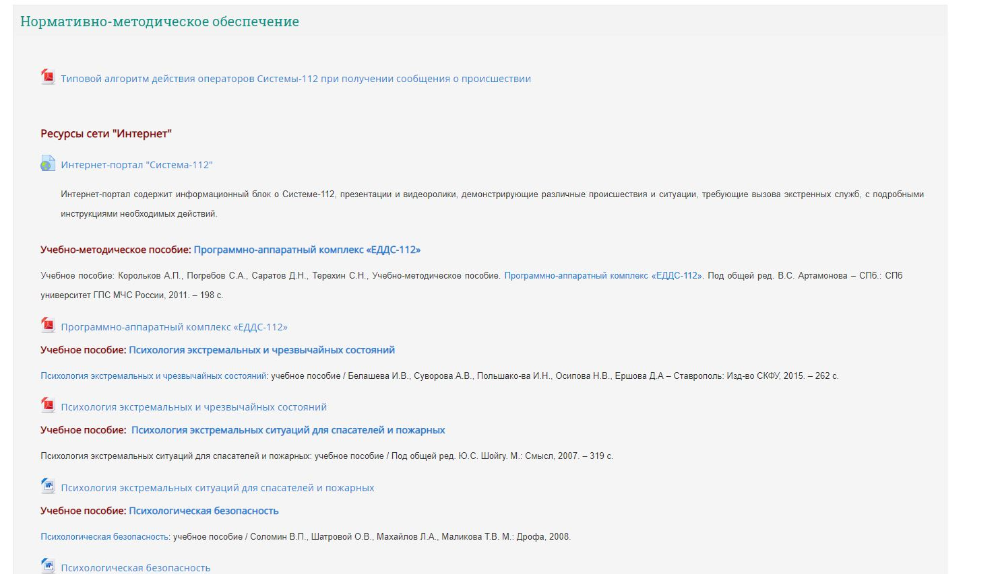 Нормативно-методическое обеспечение
Типовой алгоритм действия операторов Системы-112 при получении сообщения о происшествии
Ресурсы сети "Интернет"
Интернет-портал "Система-112"
Интернет-портал содержит информационный блок о Системе-112, презентации и видеоролики, демонстрирующие различные происшествия и ситуации, требующие вызова экстренных служб, с подробными
инструкциями необходимых действий.
Учебно-методическое пособие: Программно-аппаратный комплекс «ЕДДС-112»
Учебное пособие: Корольков А.П., Погребов С.А., Саратов Д.Н., Терехин С.Н., Учебно-методическое пособие. Программно-аппаратный комплекс «ЕДДС-112». Под общей ред. В.С. Артамонова – СПб.: СПб
университет ГПС МЧС России, 2011. – 198 с.
Программно-аппаратный комплекс «ЕДДС-112»
Учебное пособие: Психология экстремальных и чрезвычайных состояний
Психология экстремальных и чрезвычайных состояний: учебное пособие / Белашева И.В., Суворова А.В., Польшако-ва И.Н., Осипова Н.В., Ершова Д.А – Ставрополь: Изд-во СКФУ, 2015. – 262 с.
Психология экстремальных и чрезвычайных состояний
Учебное пособие: Психология экстремальных ситуаций для спасателей и пожарных
Психология экстремальных ситуаций для спасателей и пожарных: учебное пособие / Под общей ред. Ю.С. Шойгу. М.: Смысл, 2007. – 319 с.
Психология экстремальных ситуаций для спасателей и пожарных
Учебное пособие: Психологическая безопасность
Психологическая безопасность: учебное пособие / Соломин В.П., Шатровой О.В., Махайлов Л.А., Маликова Т.В. М.: Дрофа, 2008.
Психологическая безопасность